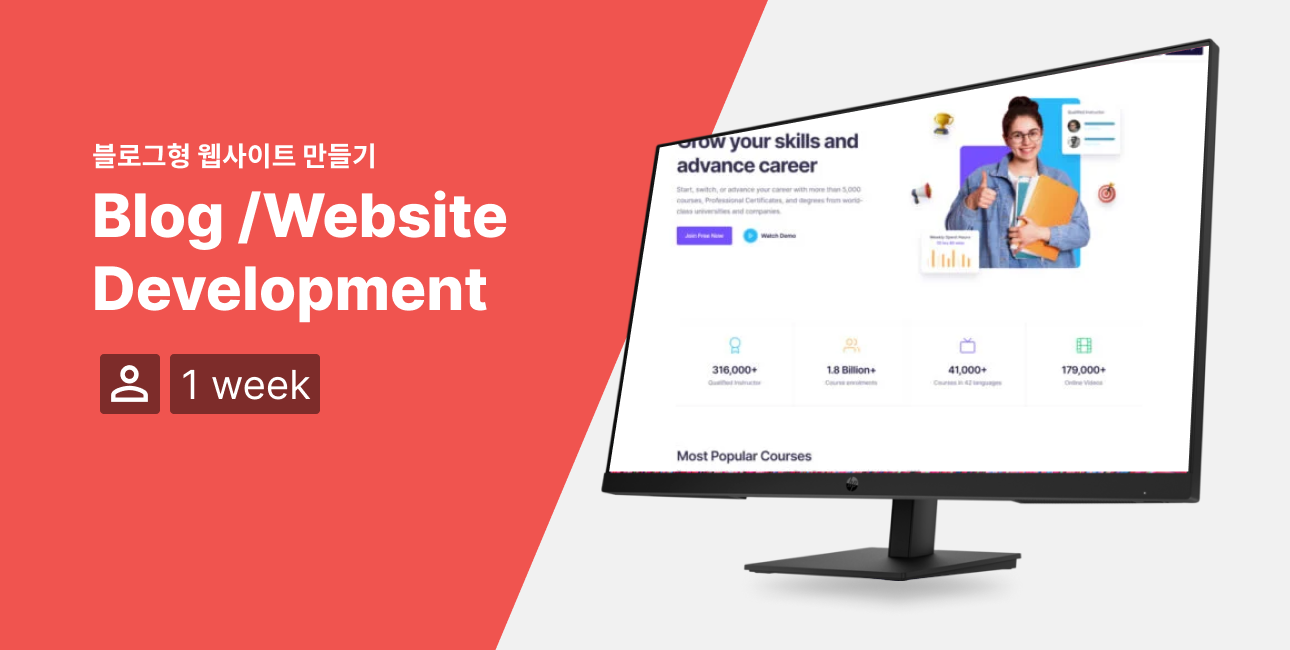 블로그형 웹사이트 만들기
Blog /Website
Development
1 week
Grow your skills and
advance career
Start, switch, or advance your career with more than 5,000
courses, Professional Certificates, and degrees from world-
class universities and companies.
Join Free Now
Watch Demo
Qualified Instructor
Weekly Spend Hours
316,000+
Qualified Instructor
1.8 Billion+
Course enrolments
41,000+
Courses in 42 languages
179,000+
Online Videos
Most Popular Courses